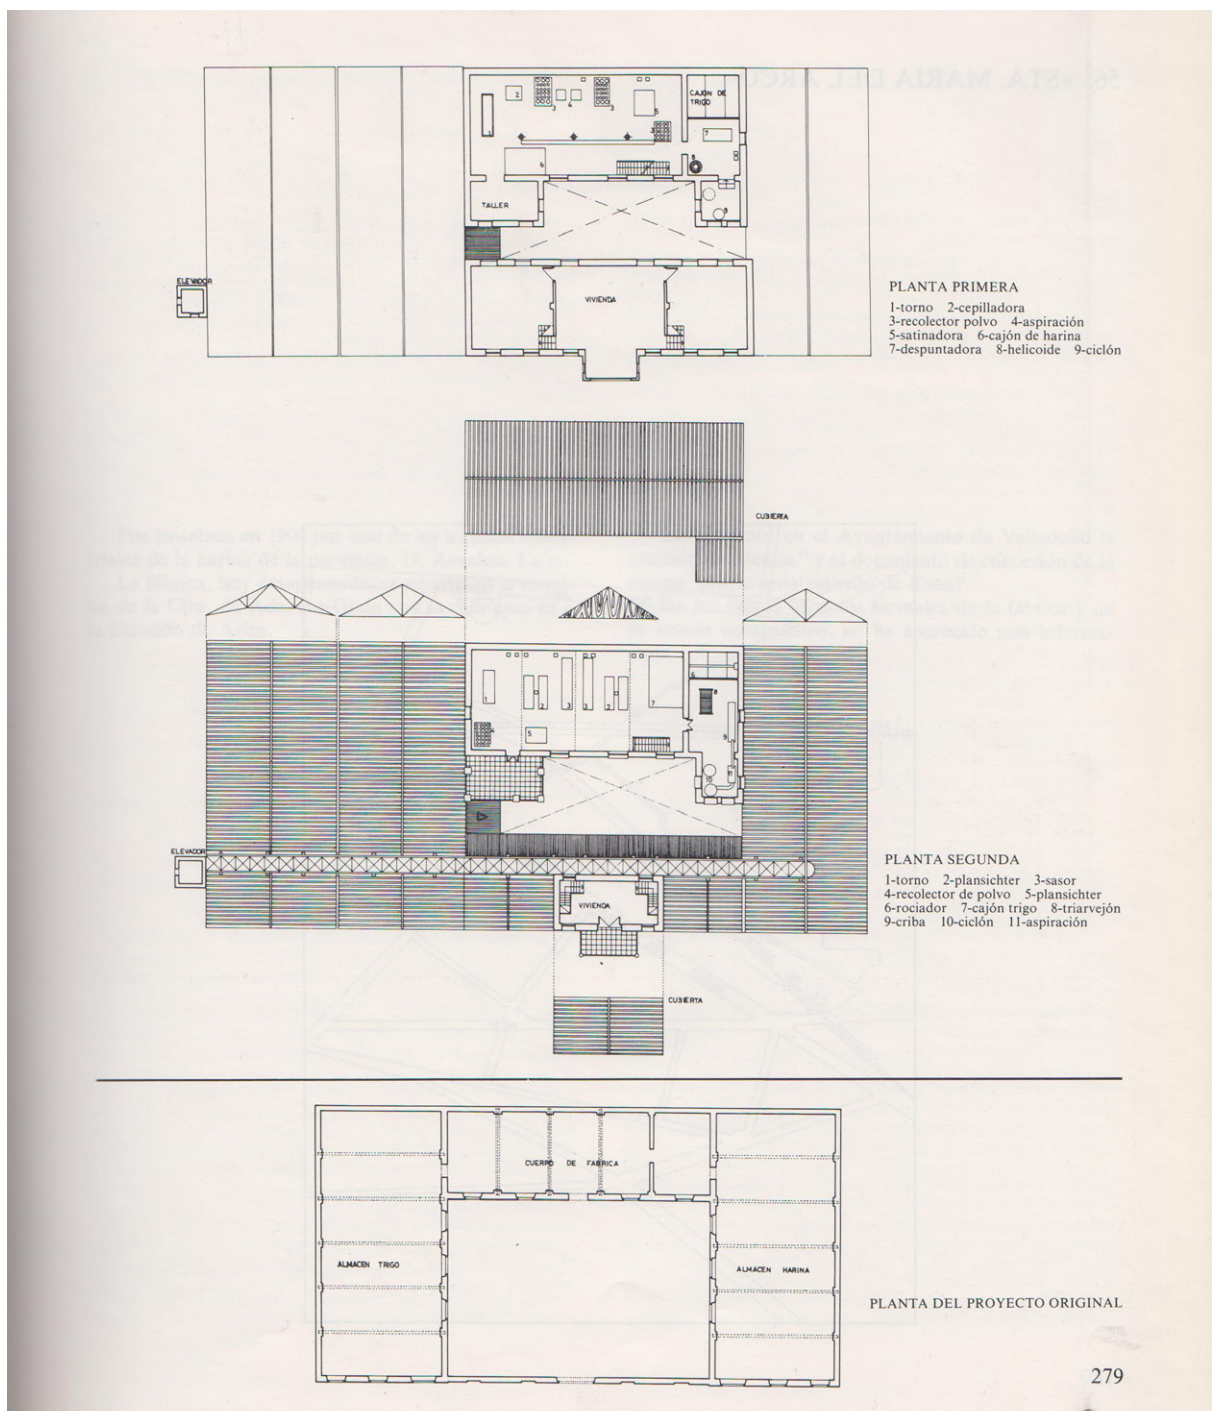 CAJON DE
TRIGO
TALLER
ELEVADOR
VIVIENDA
PLANTA PRIMERA
1-torno 2-cepilladora
3-recolector polvo 4-aspiración
5-satinadora 6-cajón de harina
7-despuntadora 8-helicoide 9-ciclón
CUBIERTA
ELEVADOR
VIVIENDA
PLANTA SEGUNDA
1-torno 2-plansichter 3-sasor
4-recolector de polvo 5-plansichter
6-rociador 7-cajón trigo 8-triarvejón
9-criba 10-ciclón 11-aspiración
CUBIERTA
CUERPO DE FABRICA
ALMACEN TRIGO
ALMACEN HARINA
PLANTA DEL PROYECTO ORIGINAL
279